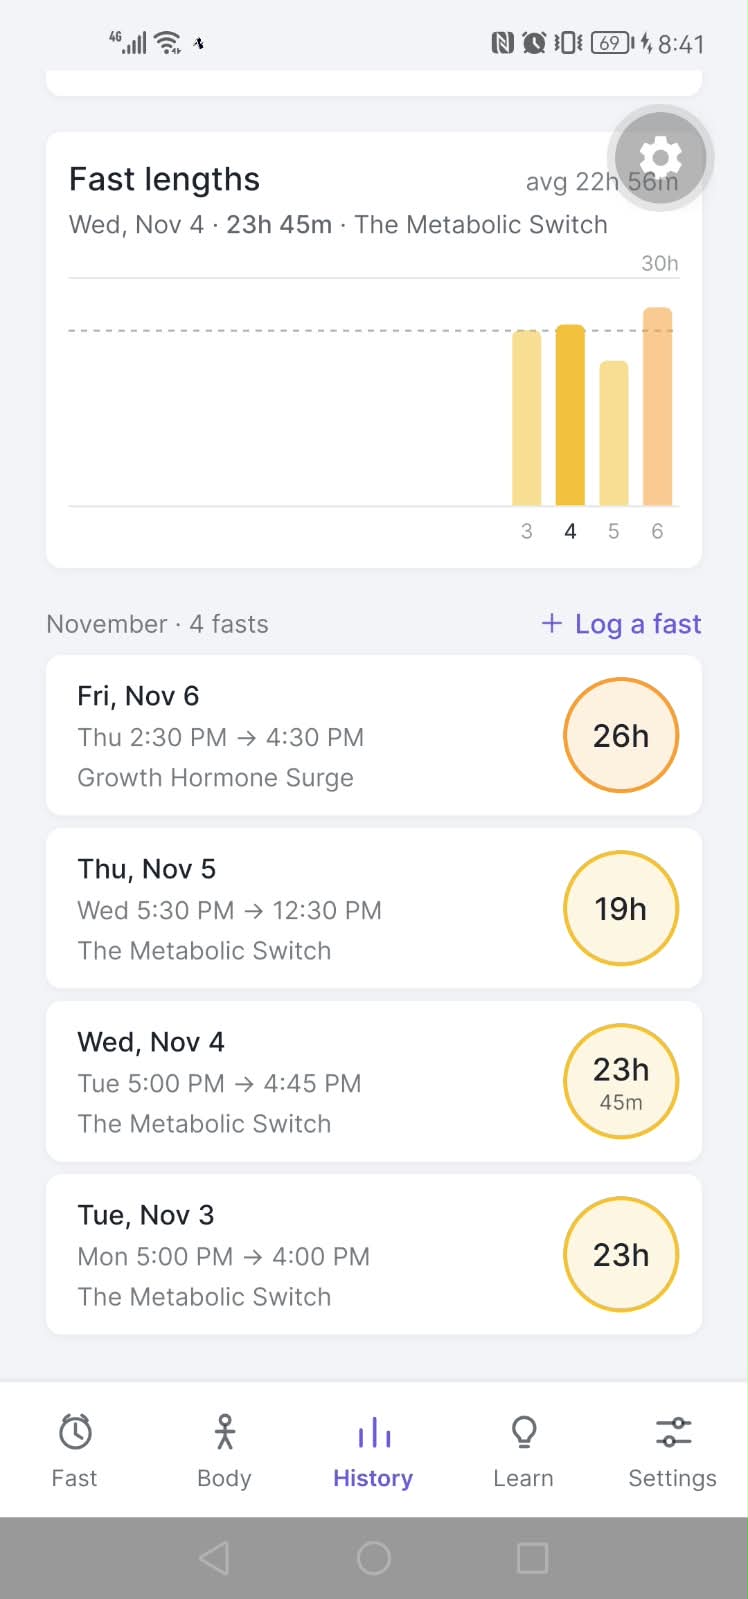 4G 69 8:41
Fast lengths
avg 22h 56m
Wed, Nov 4 · 23h 45m · The Metabolic Switch
30h
3 4 5 6
November · 4 fasts
+ Log a fast
Fri, Nov 6
Thu 2:30 PM → 4:30 PM
Growth Hormone Surge
26h
Thu, Nov 5
Wed 5:30 PM → 12:30 PM
The Metabolic Switch
19h
Wed, Nov 4
Tue 5:00 PM → 4:45 PM
The Metabolic Switch
23h
45m
Tue, Nov 3
Mon 5:00 PM → 4:00 PM
The Metabolic Switch
23h
Fast Body History Learn Settings